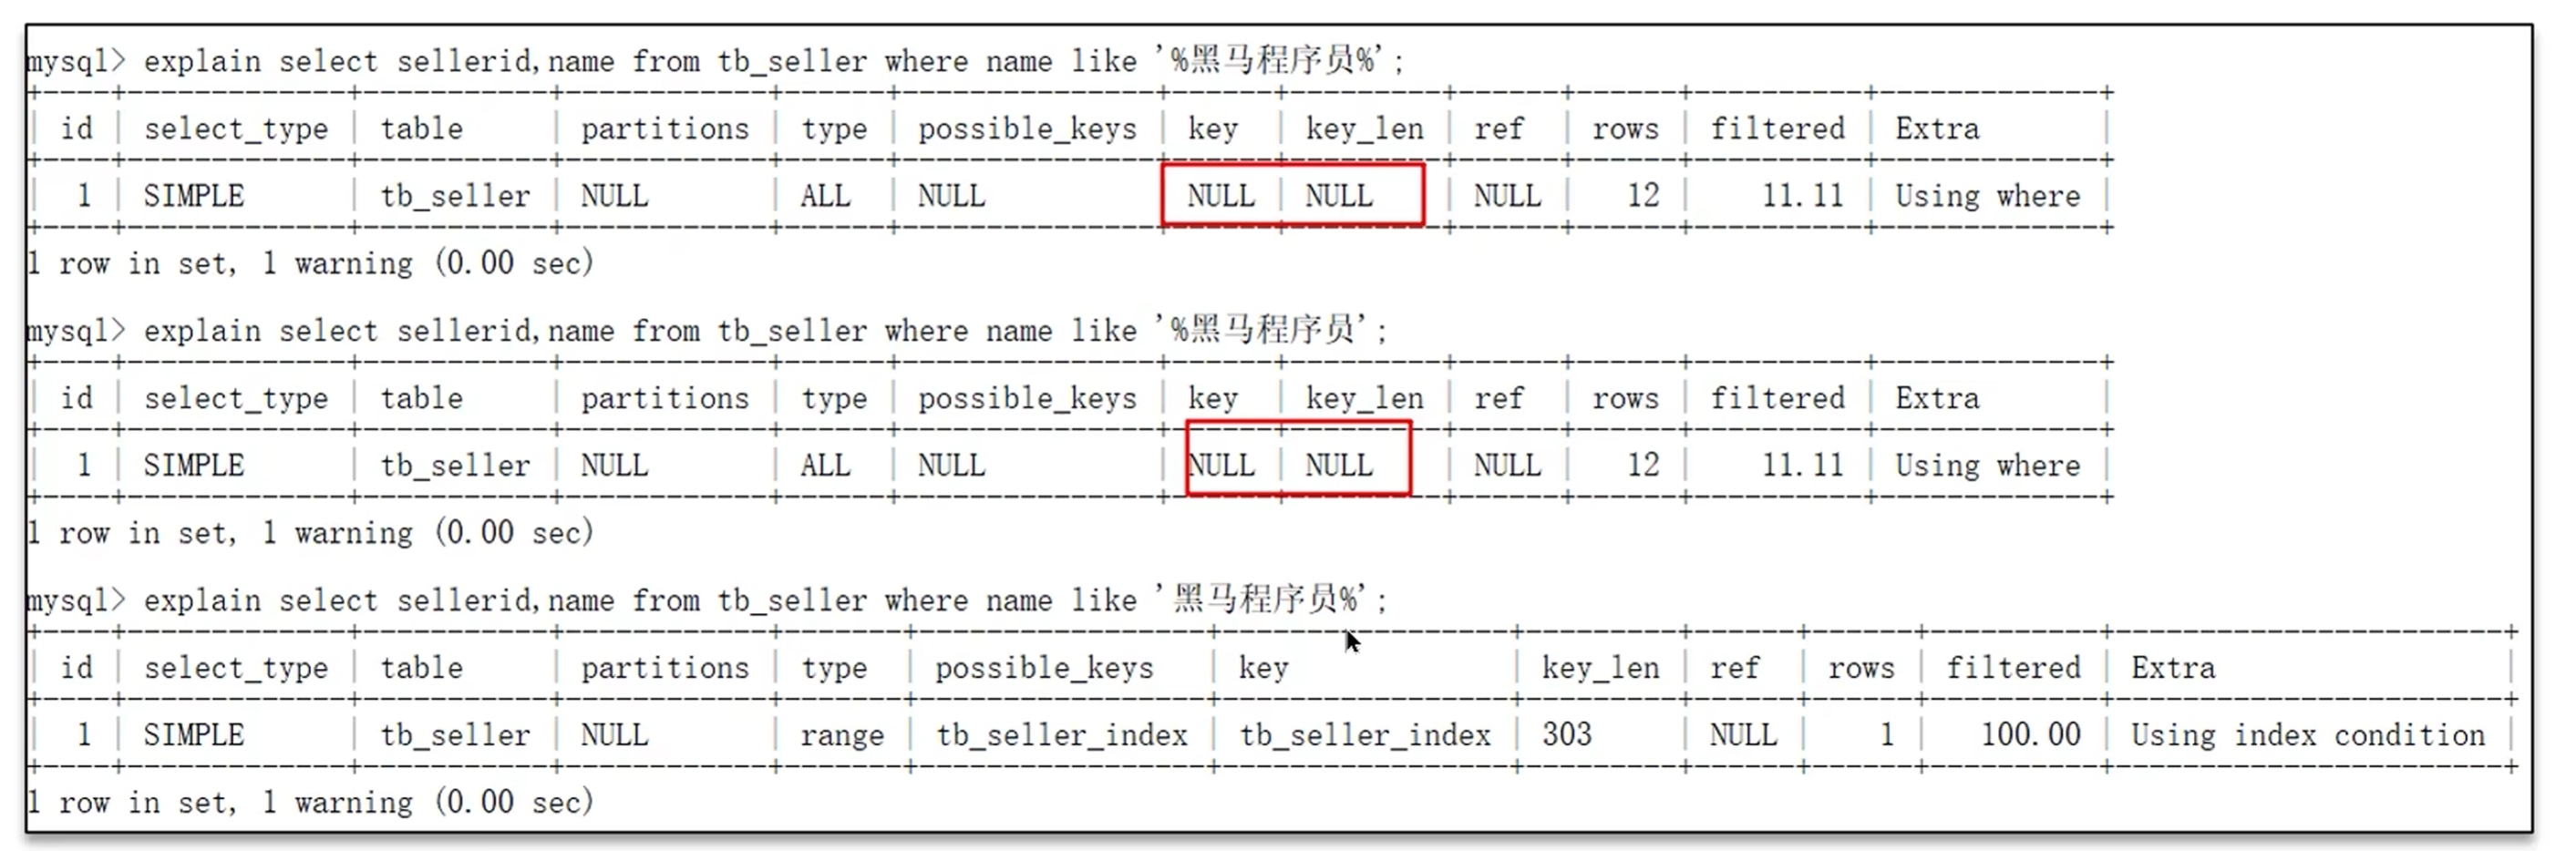 mysql> explain select sellerid,name from tb_seller where name like '%黑马程序员%';
+----+-------------+-----------+------------+------+---------------+------+---------+------+------+----------+-------------+
| id | select_type | table     | partitions | type | possible_keys | key  | key_len | ref  | rows | filtered | Extra       |
+----+-------------+-----------+------------+------+---------------+------+---------+------+------+----------+-------------+
| 1 | SIMPLE      | tb_seller | NULL       | ALL  | NULL          | NULL | NULL    | NULL |   12 |    11.11 | Using where |
+----+-------------+-----------+------------+------+---------------+------+---------+------+------+----------+-------------+
1 row in set, 1 warning (0.00 sec)
mysql> explain select sellerid,name from tb_seller where name like '%黑马程序员';
+----+-------------+-----------+------------+------+---------------+------+---------+------+------+----------+-------------+
| id | select_type | table     | partitions | type | possible_keys | key  | key_len | ref  | rows | filtered | Extra       |
+----+-------------+-----------+------------+------+---------------+------+---------+------+------+----------+-------------+
| 1 | SIMPLE      | tb_seller | NULL       | ALL  | NULL          | NULL | NULL    | NULL |   12 |    11.11 | Using where |
+----+-------------+-----------+------------+------+---------------+------+---------+------+------+----------+-------------+
1 row in set, 1 warning (0.00 sec)
mysql> explain select sellerid,name from tb_seller where name like '黑马程序员%';
+----+-------------+-----------+------------+-------+-----------------+-----------------+---------+------+------+----------+-----------------------+
| id | select_type | table     | partitions | type  | possible_keys   | key             | key_len | ref  | rows | filtered | Extra                 |
+----+-------------+-----------+------------+-------+-----------------+-----------------+---------+------+------+----------+-----------------------+
| 1 | SIMPLE      | tb_seller | NULL       | range | tb_seller_index | tb_seller_index | 303     | NULL |    1 |   100.00 | Using index condition |
+----+-------------+-----------+------------+-------+-----------------+-----------------+---------+------+------+----------+-----------------------+
1 row in set, 1 warning (0.00 sec)